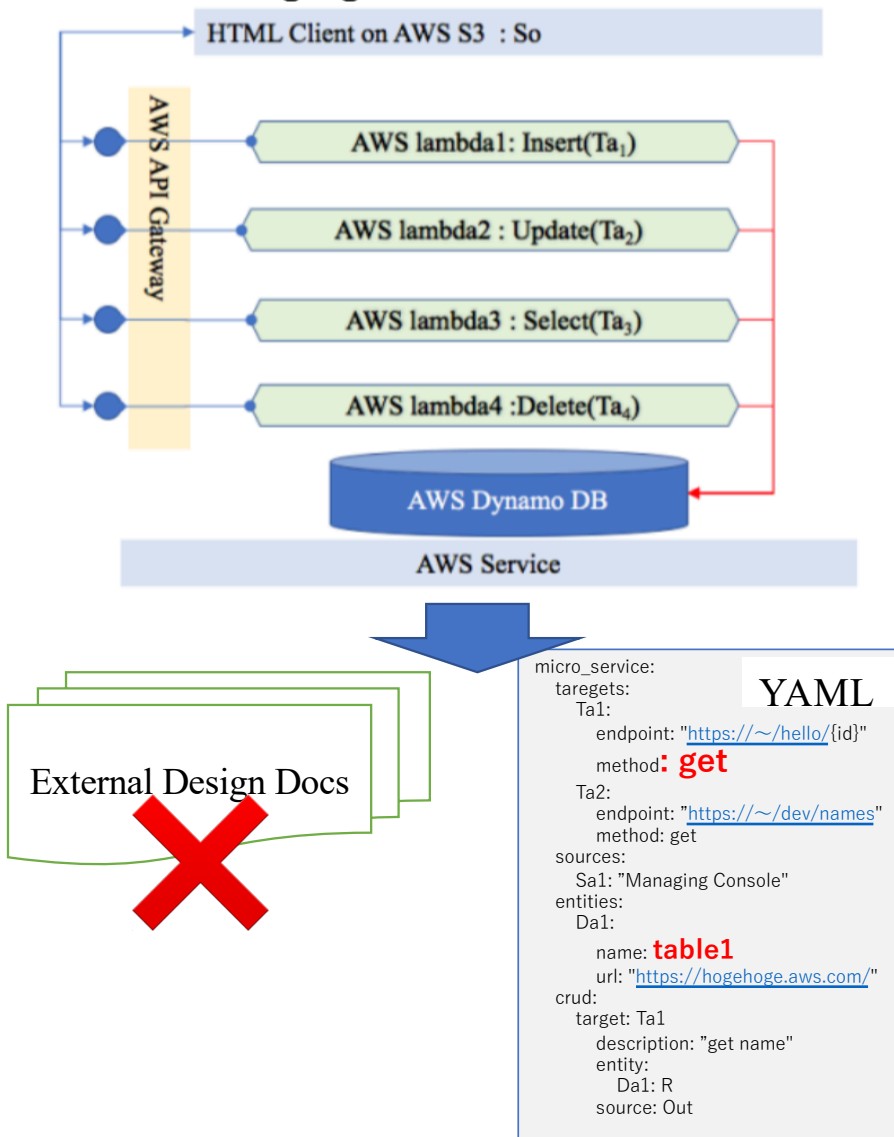 HTML Client on AWS S3 : So
AWS API Gateway
AWS lambda1: Insert(Ta₁)
AWS lambda2 : Update(Ta₂)
AWS lambda3 : Select(Ta₃)
AWS lambda4 :Delete(Ta₄)
AWS Dynamo DB
AWS Service
External Design Docs
YAML
micro_service:
taregets:
Ta1:
endpoint: "https://～/hello/{id}"
method: get
Ta2:
endpoint: ”https://～/dev/names"
method: get
sources:
Sa1: ”Managing Console"
entities:
Da1:
name: table1
url: "https://hogehoge.aws.com/"
crud:
target: Ta1
description: ”get name"
entity:
Da1: R
source: Out